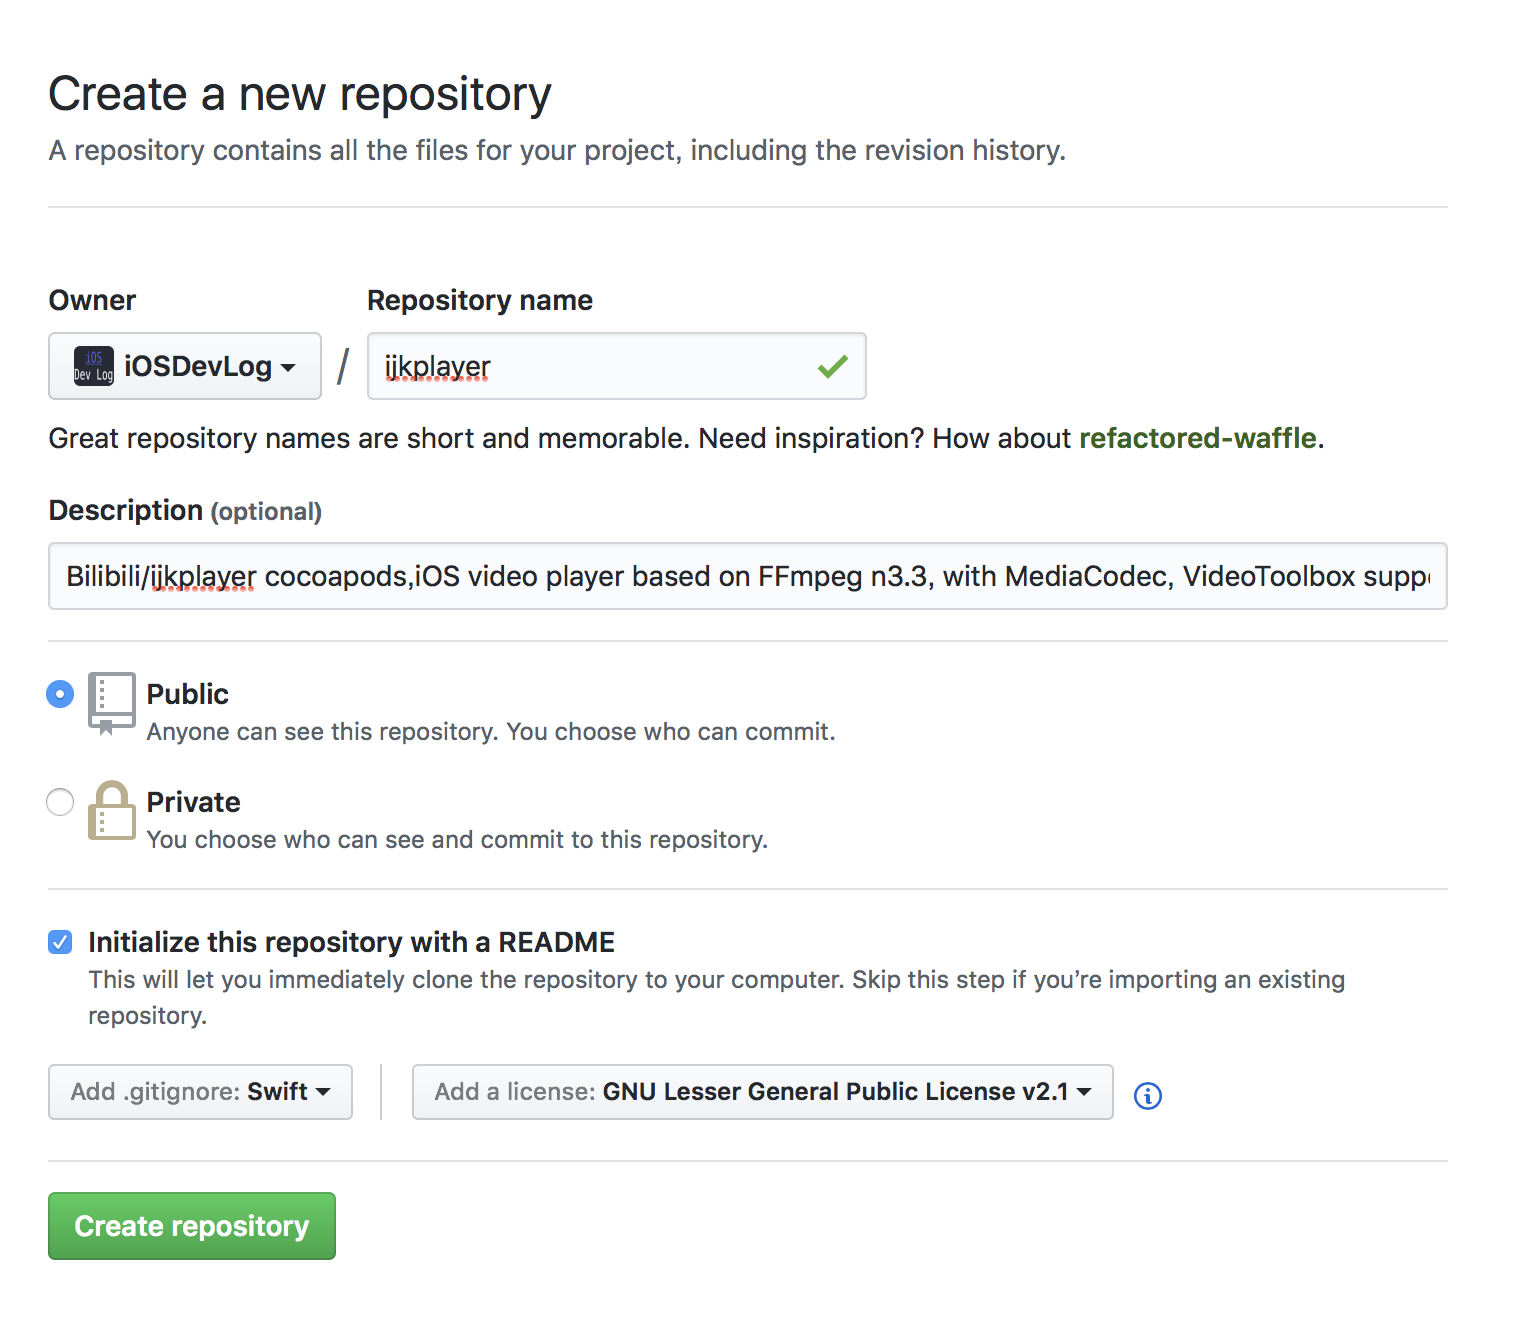 Create a new repository
A repository contains all the files for your project, including the revision history.
Owner
Repository name
iOS
Dev Log
iOSDevLog
/
ijkplayer
Great repository names are short and memorable. Need inspiration? How about refactored-waffle.
Description (optional)
Bilibili/ijkplayer cocoapods,iOS video player based on FFmpeg n3.3, with MediaCodec, VideoToolbox supp
Public
Anyone can see this repository. You choose who can commit.
Private
You choose who can see and commit to this repository.
Initialize this repository with a README
This will let you immediately clone the repository to your computer. Skip this step if you’re importing an existing
repository.
Add .gitignore: Swift
Add a license: GNU Lesser General Public License v2.1
Create repository